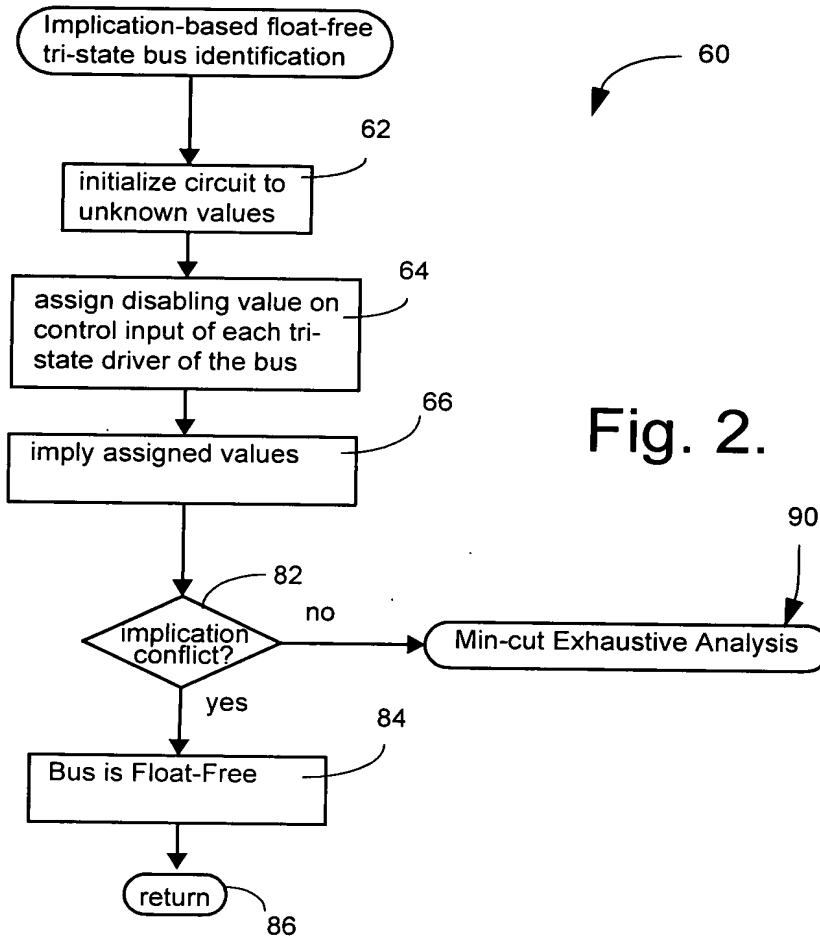 Implication-based float-free
tri-state bus identification
60
62
initialize circuit to
unknown values
64
assign disabling value on
control input of each tri-
state driver of the bus
66
imply assigned values
Fig. 2.
90
82
implication
conflict?
no
Min-cut Exhaustive Analysis
yes
84
Bus is Float-Free
return
86